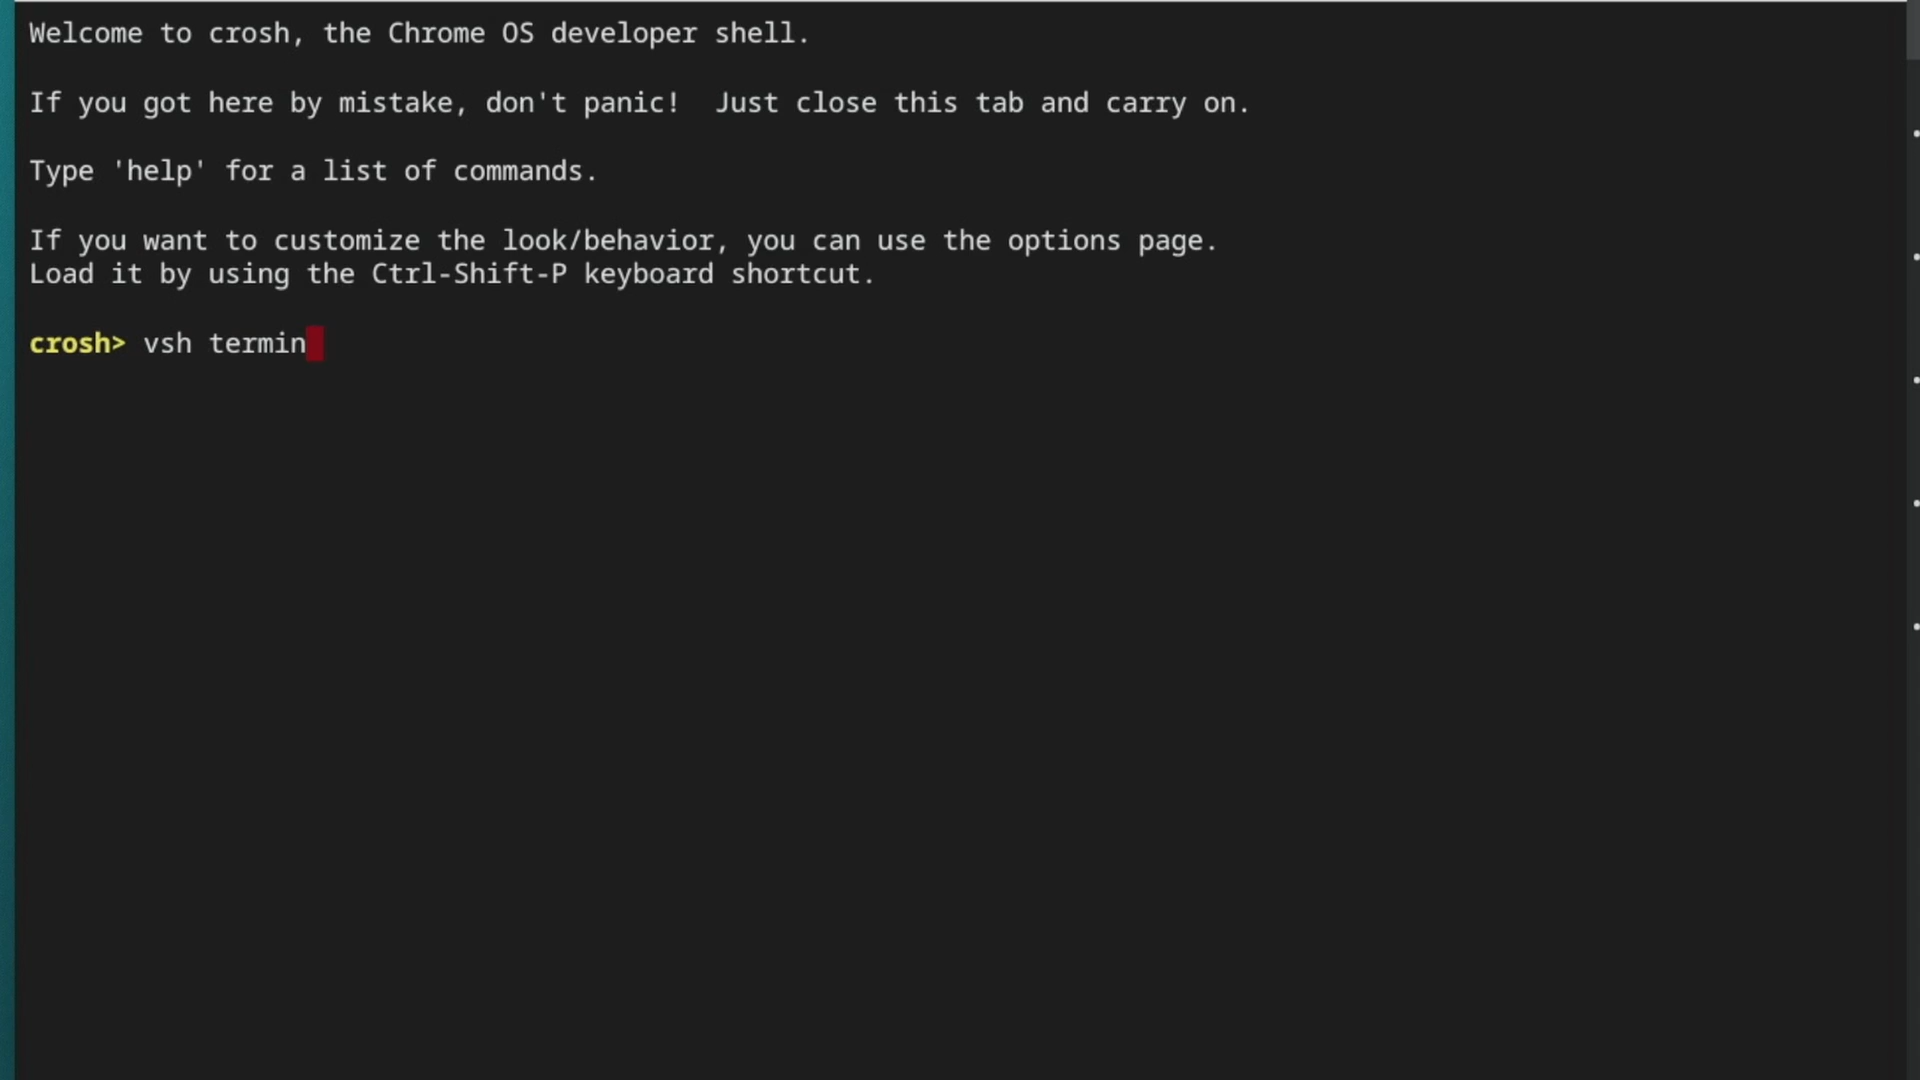 Welcome to crosh, the Chrome OS developer shell.
If you got here by mistake, don't panic!  Just close this tab and carry on.
Type 'help' for a list of commands.
If you want to customize the look/behavior, you can use the options page.
Load it by using the Ctrl-Shift-P keyboard shortcut.
crosh> vsh termin